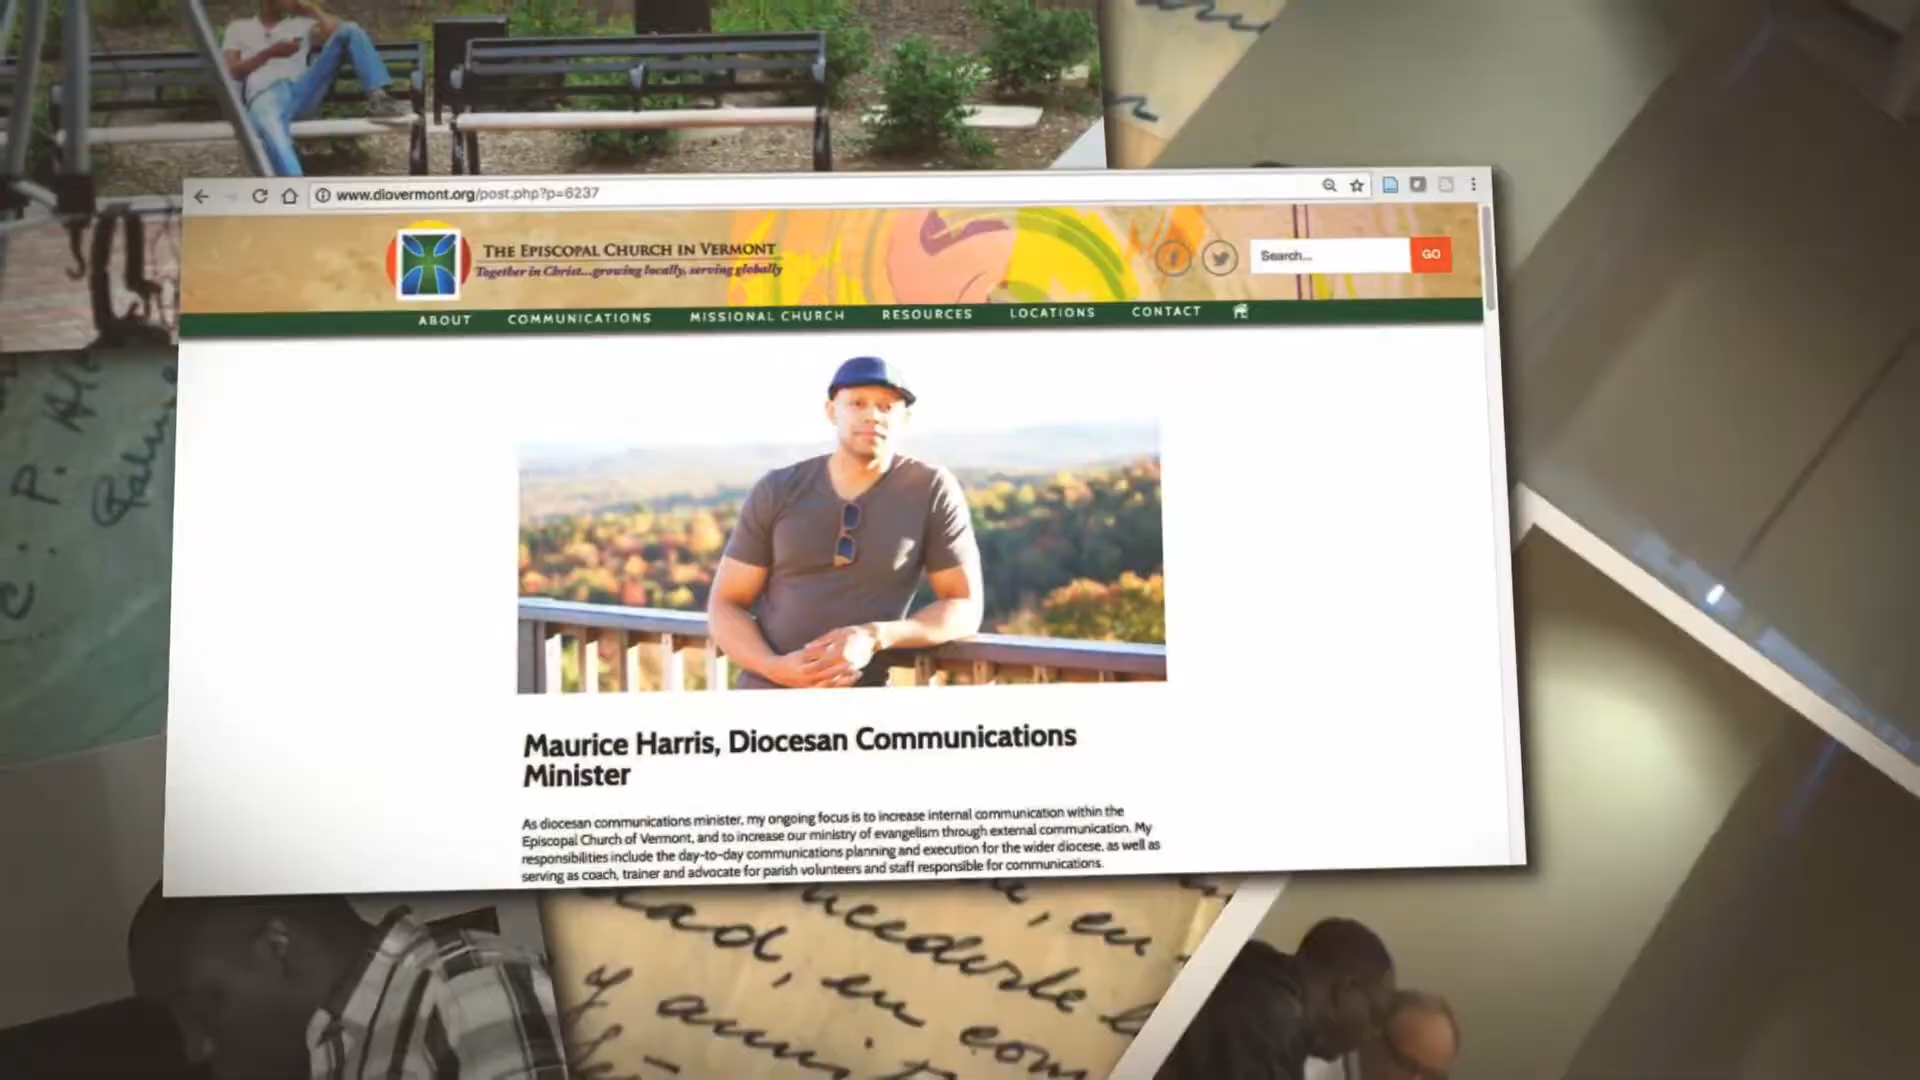 www.diovermont.org/post.php?p=6237
THE EPISCOPAL CHURCH IN VERMONT
Together in Christ...growing locally, serving globally
Search...
GO
ABOUT COMMUNICATIONS MISSIONAL CHURCH RESOURCES LOCATIONS CONTACT
Maurice Harris, Diocesan Communications
Minister
As diocesan communications minister, my ongoing focus is to increase internal communication within the
Episcopal Church of Vermont, and to increase our ministry of evangelism through external communication. My
responsibilities include the day-to-day communications planning and execution for the wider diocese, as well as
serving as coach, trainer and advocate for parish volunteers and staff responsible for communications.
en
y
en com